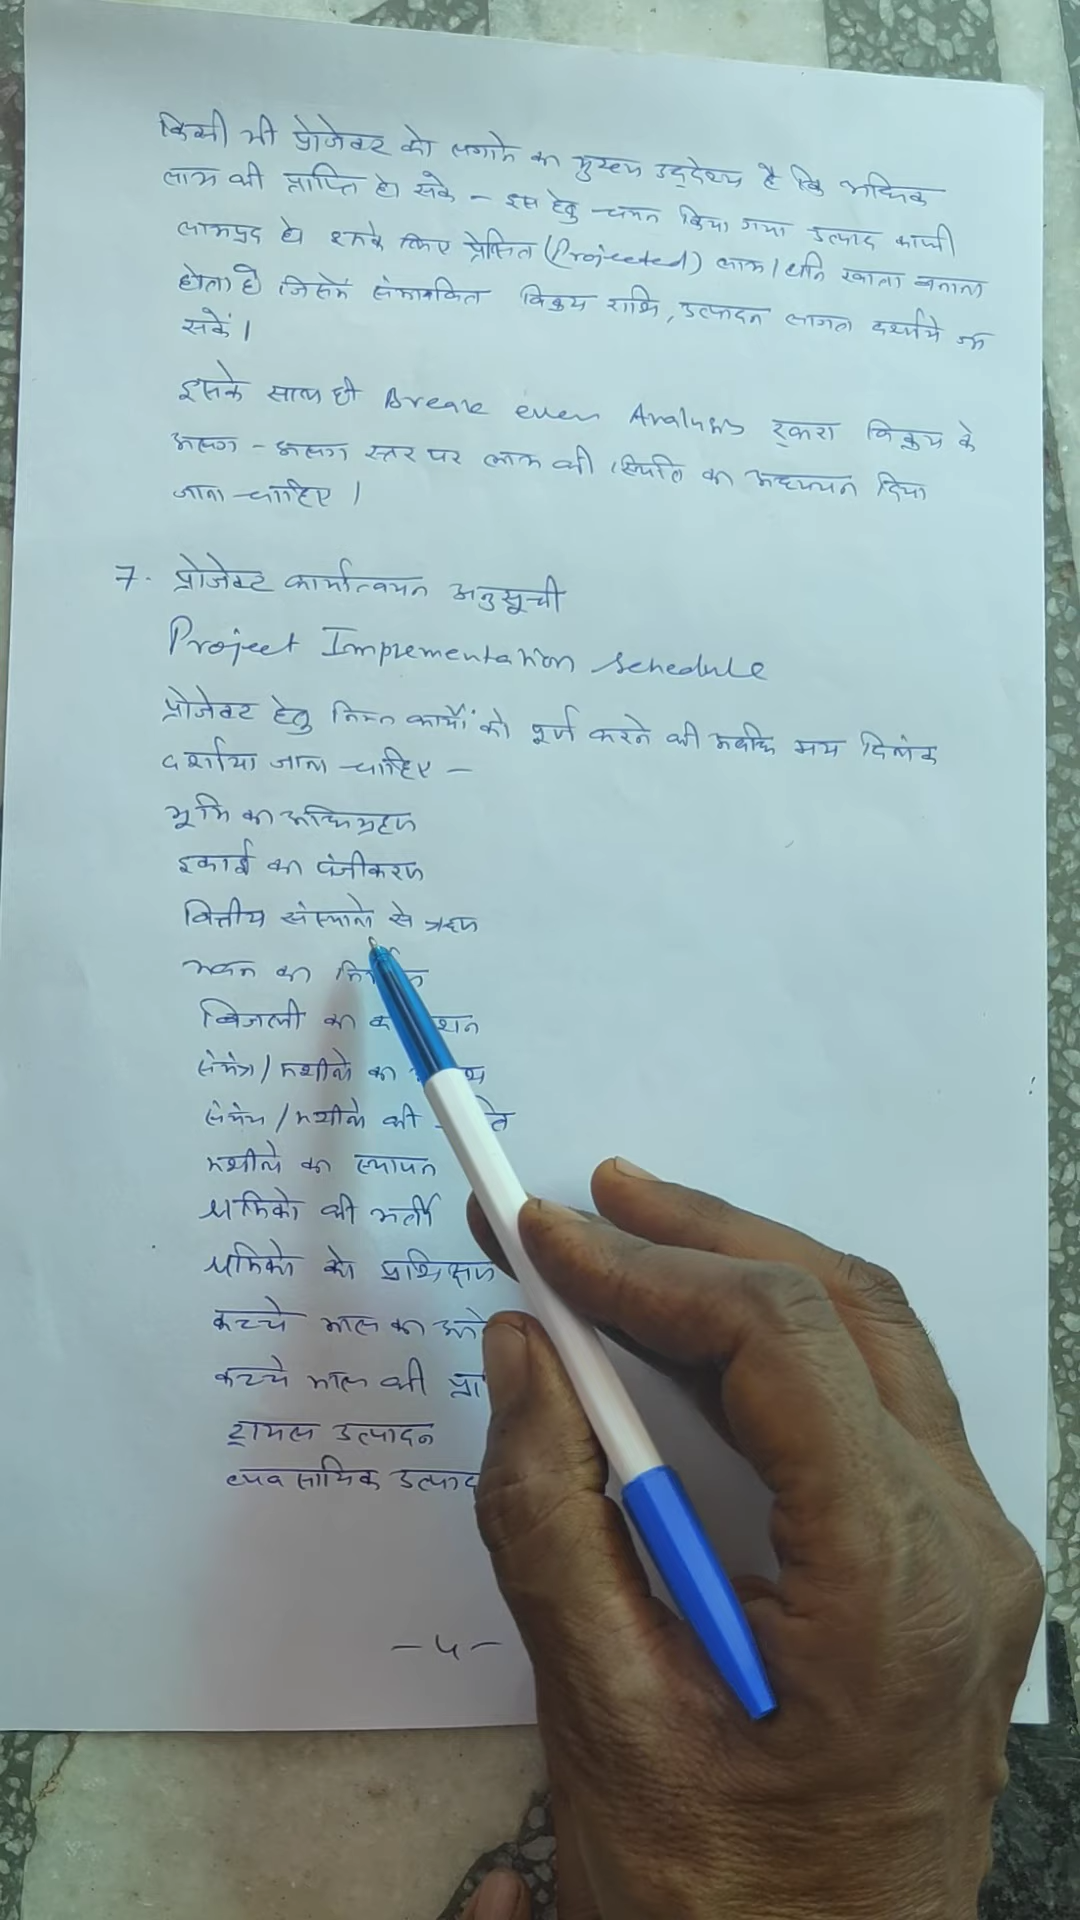 किसी भी प्रोजेक्ट को लगाने का मुख्य उद्देश्य है कि अधिक
लाभ की प्राप्ति हो सके - इस हेतु चयन किया गया उत्पाद काफी
लाभप्रद हो इसके लिए प्रेक्षित (Projected) लाभ/हानि खाता बनाना
होता है जिसमें संभावित विक्रय राशि, उत्पादन लागत दर्शाये जा
सकें।
इसके साथ ही Break even Analysis द्वारा विक्रय के
अलग - अलग स्तर पर लाभ की स्थिति का अध्ययन किया
जाना चाहिए।
7. प्रोजेक्ट कार्यान्वयन अनुसूची
Project Implementation Schedule
प्रोजेक्ट हेतु निम्न कार्यों को पूर्ण करने की अवधि मय दिनांक
दर्शाया जाना चाहिए -
भूमि का अधिग्रहण
इकाई का पंजीकरण
वित्तीय संस्थानो से ऋण
भवन का
बिजली का
संयंत्र/मशीनो का
संयंत्र/मशीनो की
मशीनो का स्थापन
श्रमिको की भर्ती
श्रमिको को प्रशिक्षण
कच्चे माल का
कच्चे माल की
ट्रायल उत्पादन
व्यवसायिक
- 5 -